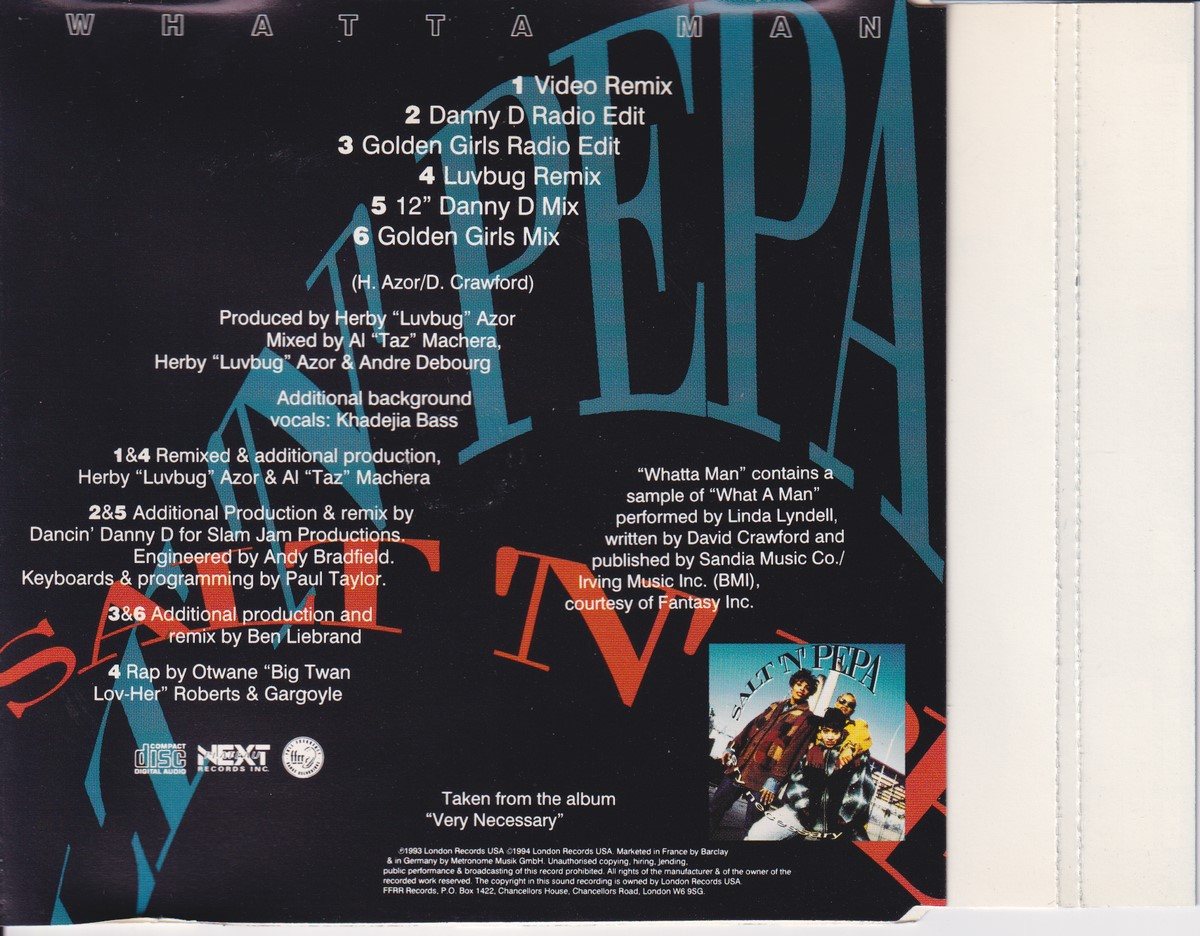 WHATTA MAN
1 Video Remix
2 Danny D Radio Edit
3 Golden Girls Radio Edit
4 Luvbug Remix
5 12” Danny D Mix
6 Golden Girls Mix
(H. Azor/D. Crawford)
Produced by Herby “Luvbug” Azor
Mixed by Al “Taz” Machera,
Herby “Luvbug” Azor & Andre Debourg
Additional background
vocals: Khadejia Bass
1&4 Remixed & additional production,
Herby “Luvbug” Azor & Al “Taz” Machera
2&5 Additional Production & remix by
Dancin’ Danny D for Slam Jam Productions.
Engineered by Andy Bradfield.
Keyboards & programming by Paul Taylor.
3&6 Additional production and
remix by Ben Liebrand
4 Rap by Otwane “Big Twan
Lov-Her” Roberts & Gargoyle
“Whatta Man” contains a
sample of “What A Man”
performed by Linda Lyndell,
written by David Crawford and
published by Sandia Music Co./
Irving Music Inc. (BMI),
courtesy of Fantasy Inc.
'N' PEPA
SALT 'N' PE
SALT 'N' PEPA
necessary
COMPACT
disc
DIGITAL AUDIO
NEXT
RECORDS INC.
ffrr
Taken from the album
“Very Necessary”
℗1993 London Records USA ©1994 London Records USA. Marketed in France by Barclay
& in Germany by Metronome Musik GmbH. Unauthorised copying, hiring, lending,
public performance & broadcasting of this record prohibited. All rights of the manufacturer & of the owner of the
recorded work reserved. The copyright in this sound recording is owned by London Records USA.
FFRR Records, P.O. Box 1422, Chancellors House, Chancellors Road, London W6 9SG.